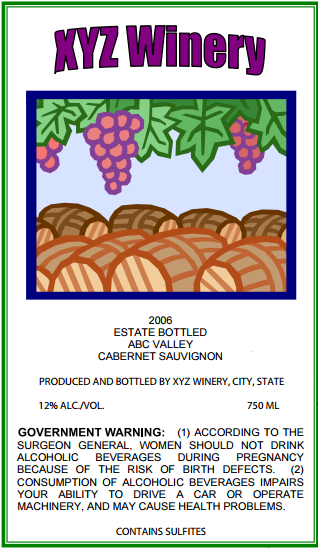 XYZ Winery
2006
ESTATE BOTTLED
ABC VALLEY
CABERNET SAUVIGNON
PRODUCED AND BOTTLED BY XYZ WINERY, CITY, STATE
12% ALC./VOL. 750 ML
GOVERNMENT WARNING: (1) ACCORDING TO THE
SURGEON GENERAL, WOMEN SHOULD NOT DRINK
ALCOHOLIC BEVERAGES DURING PREGNANCY
BECAUSE OF THE RISK OF BIRTH DEFECTS. (2)
CONSUMPTION OF ALCOHOLIC BEVERAGES IMPAIRS
YOUR ABILITY TO DRIVE A CAR OR OPERATE
MACHINERY, AND MAY CAUSE HEALTH PROBLEMS.
CONTAINS SULFITES